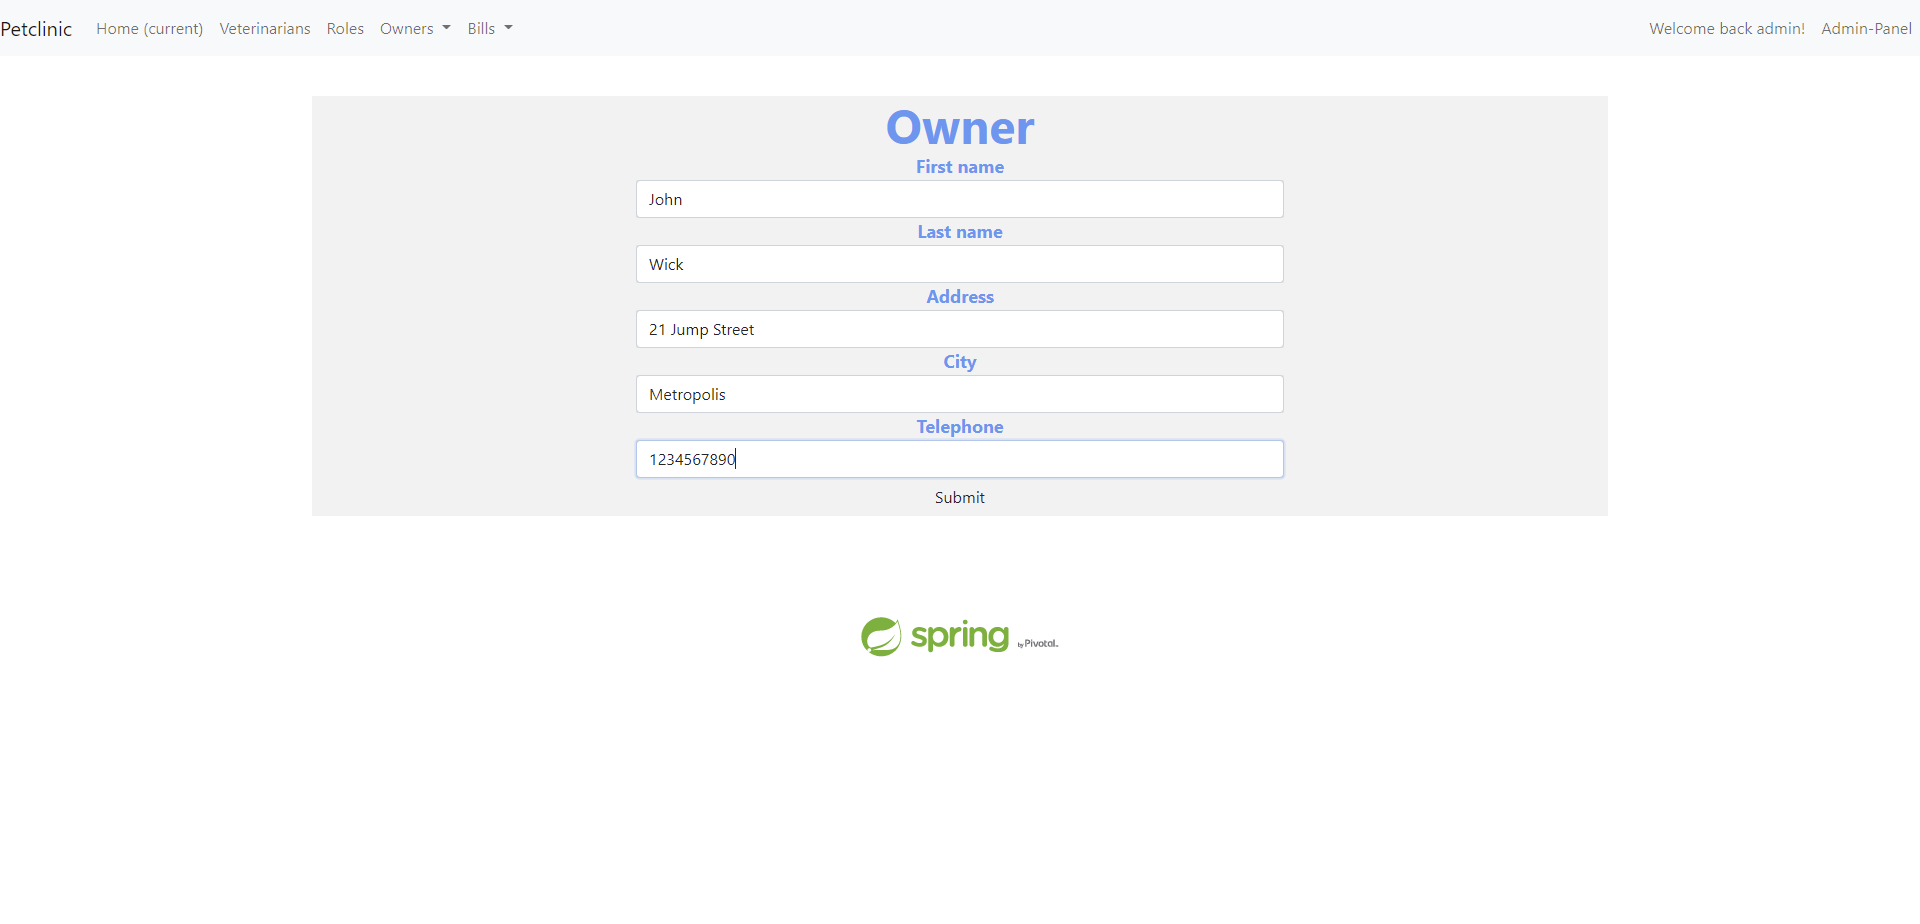 Petclinic Home (current) Veterinarians Roles Owners Bills Welcome back admin! Admin-Panel
Owner
First name
John
Last name
Wick
Address
21 Jump Street
City
Metropolis
Telephone
1234567890
Submit
spring by Pivotal.